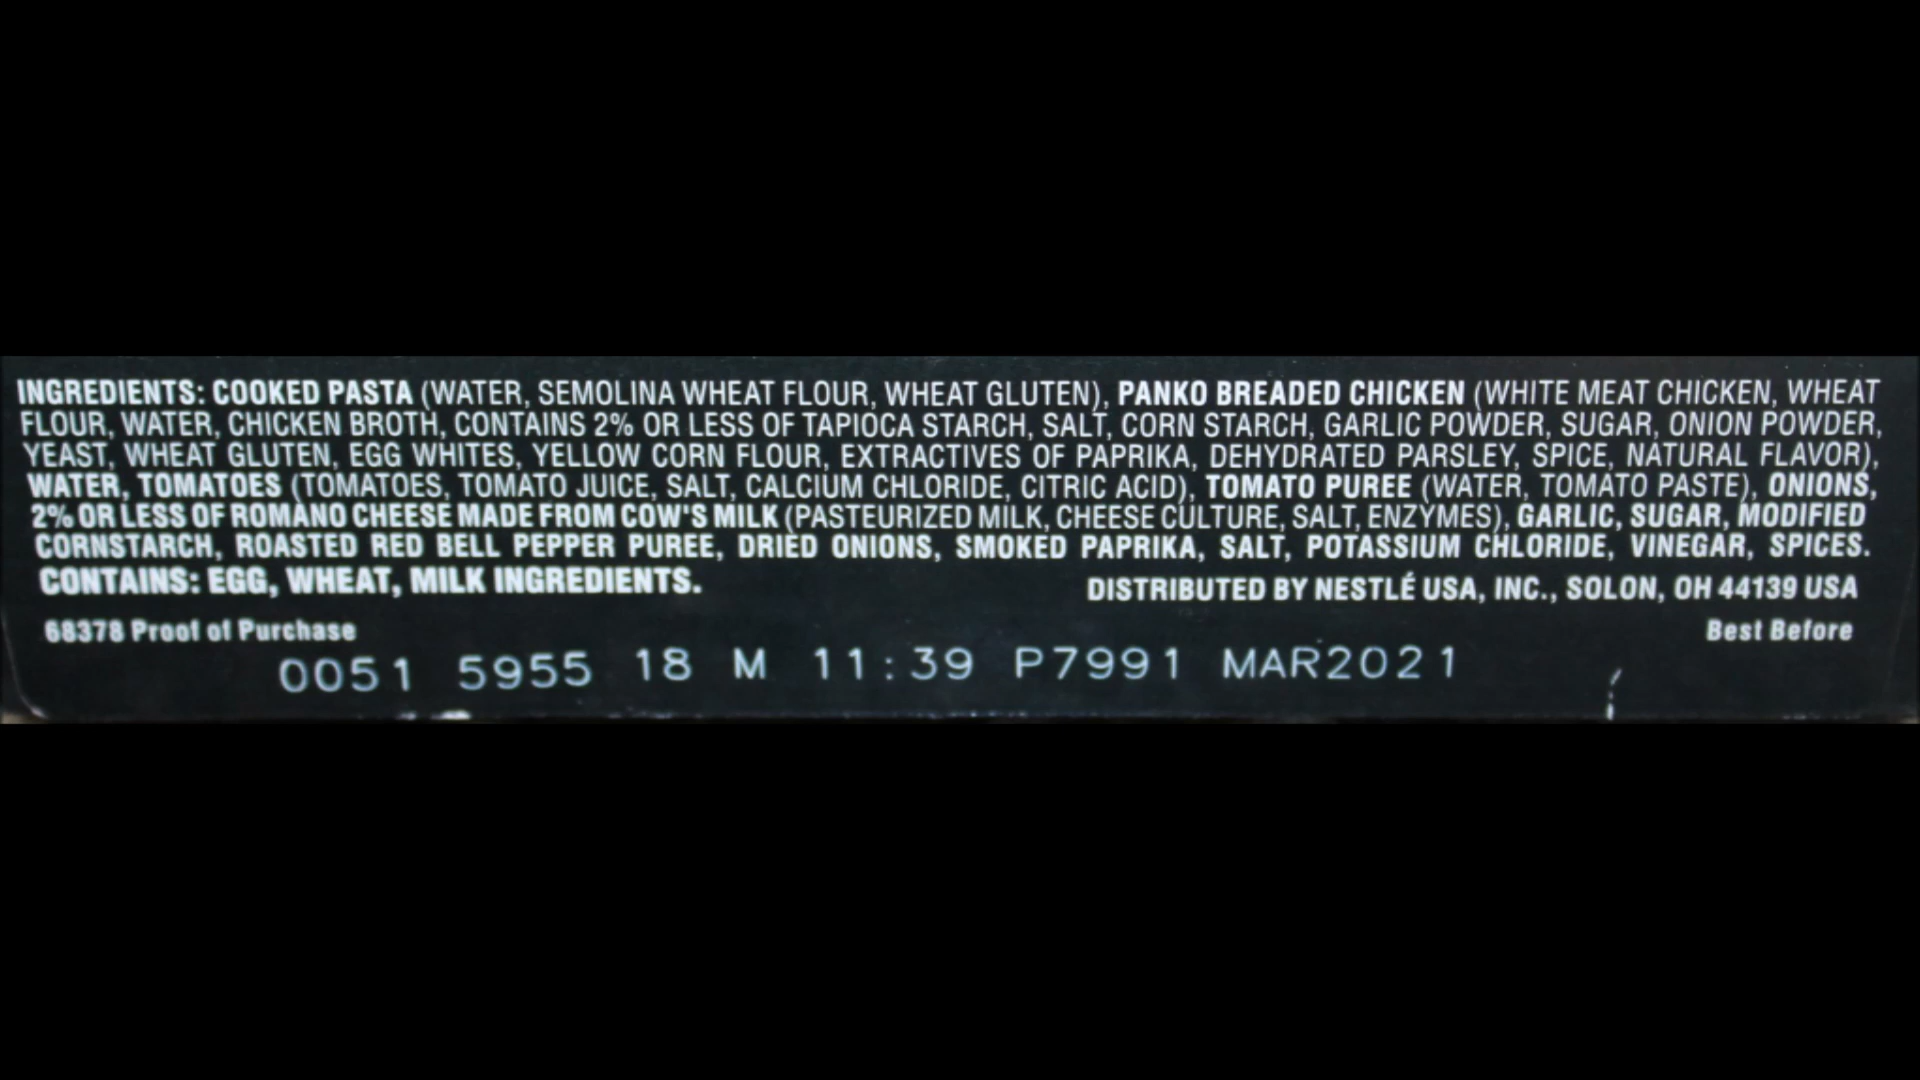 INGREDIENTS: COOKED PASTA (WATER, SEMOLINA WHEAT FLOUR, WHEAT GLUTEN), PANKO BREADED CHICKEN (WHITE MEAT CHICKEN, WHEAT
FLOUR, WATER, CHICKEN BROTH, CONTAINS 2% OR LESS OF TAPIOCA STARCH, SALT, CORN STARCH, GARLIC POWDER, SUGAR, ONION POWDER,
YEAST, WHEAT GLUTEN, EGG WHITES, YELLOW CORN FLOUR, EXTRACTIVES OF PAPRIKA, DEHYDRATED PARSLEY, SPICE, NATURAL FLAVOR),
WATER, TOMATOES (TOMATOES, TOMATO JUICE, SALT, CALCIUM CHLORIDE, CITRIC ACID), TOMATO PUREE (WATER, TOMATO PASTE), ONIONS,
2% OR LESS OF ROMANO CHEESE MADE FROM COW'S MILK (PASTEURIZED MILK, CHEESE CULTURE, SALT, ENZYMES), GARLIC, SUGAR, MODIFIED
CORNSTARCH, ROASTED RED BELL PEPPER PUREE, DRIED ONIONS, SMOKED PAPRIKA, SALT, POTASSIUM CHLORIDE, VINEGAR, SPICES.
CONTAINS: EGG, WHEAT, MILK INGREDIENTS.
DISTRIBUTED BY NESTLÉ USA, INC., SOLON, OH 44139 USA
68378 Proof of Purchase
Best Before
0051 5955 18 M 11:39 P7991 MAR2021